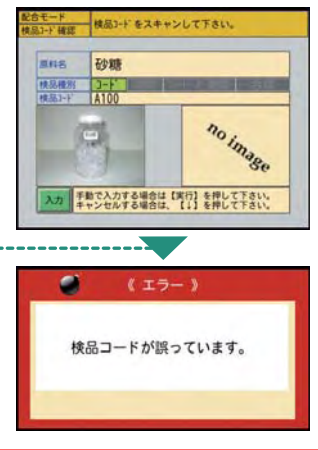 配合モード
検品ｺｰﾄﾞ確認
検品ｺｰﾄﾞをスキャンして下さい。
原料名 砂糖
検品種別 ｺｰﾄﾞ
検品ｺｰﾄﾞ A100
no image
入力
手動で入力する場合は【実行】を押して下さい。
キャンセルする場合は、【↓】を押して下さい。
《 エラー 》
検品コードが誤っています。